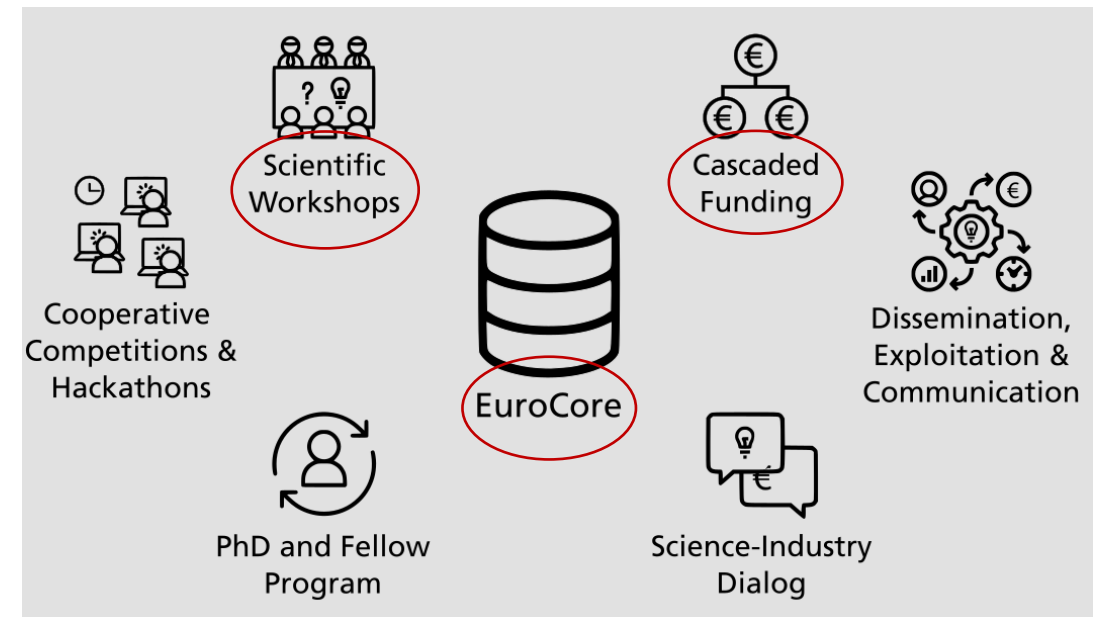 ?
€
€
€
Scientific
Workshops
Cascaded
Funding
€
Cooperative
Competitions &
Hackathons
EuroCore
Dissemination,
Exploitation &
Communication
€
PhD and Fellow
Program
Science-Industry
Dialog